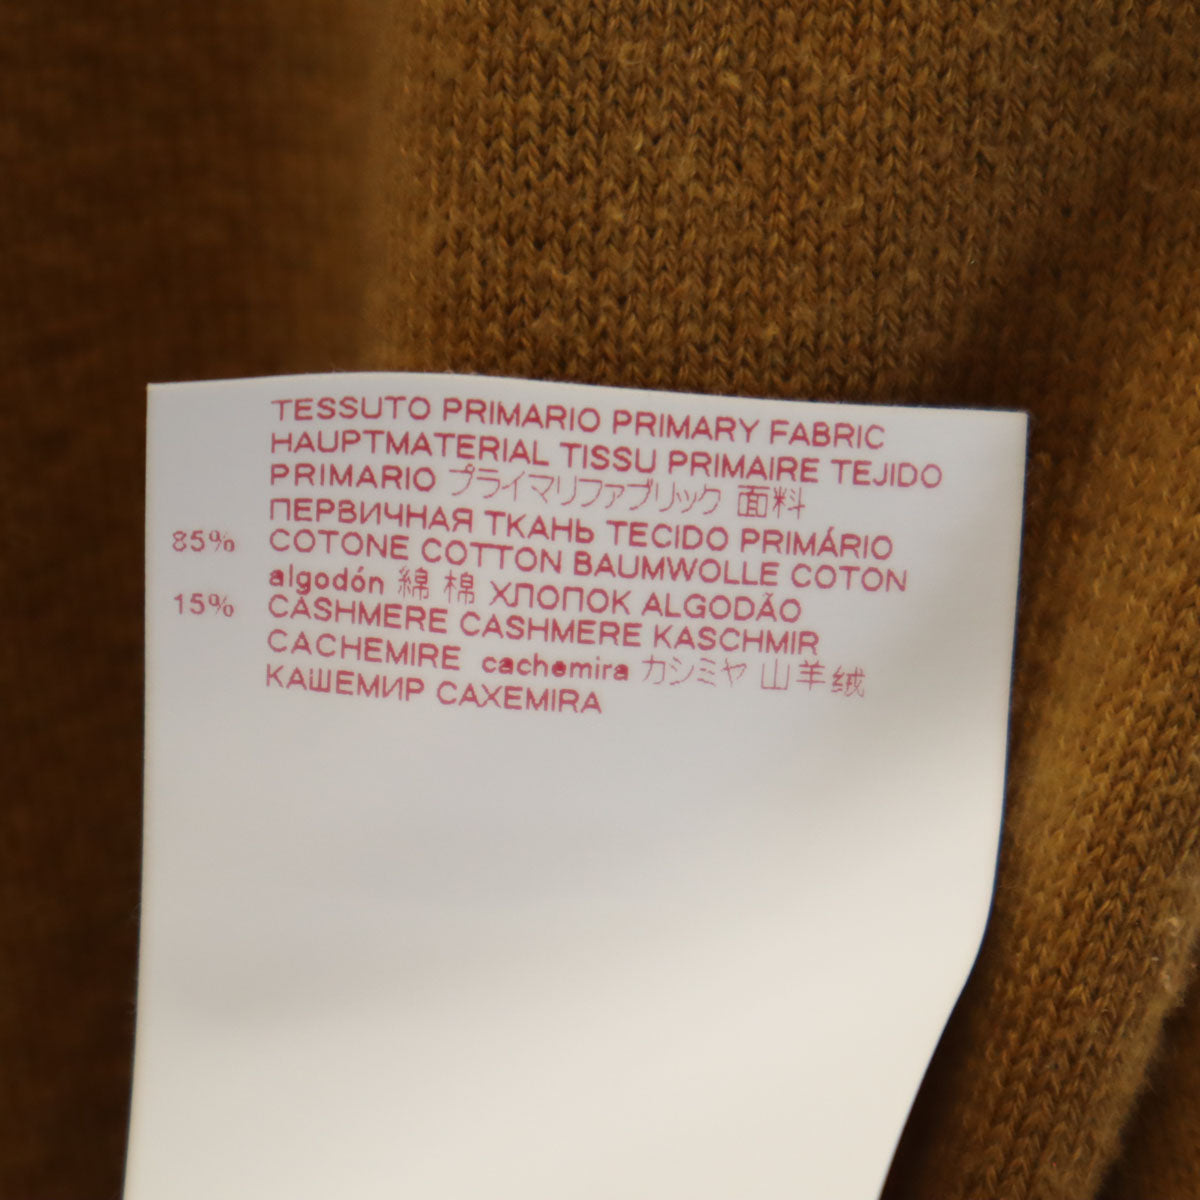 TESSUTO PRIMARIO PRIMARY FABRIC
HAUPTMATERIAL TISSU PRIMAIRE TEJIDO
PRIMARIO プライマリファブリック 面料
ПЕРВИЧНАЯ ТКАНЬ TECIDO PRIMÁRIO
85% COTONE COTTON BAUMWOLLE COTON
algodón 綿 棉 ХЛОПОК ALGODÃO
15% CASHMERE CASHMERE KASCHMIR
CACHEMIRE cachemira カシミヤ 山羊绒
КАШЕМИР CAXEMIRA